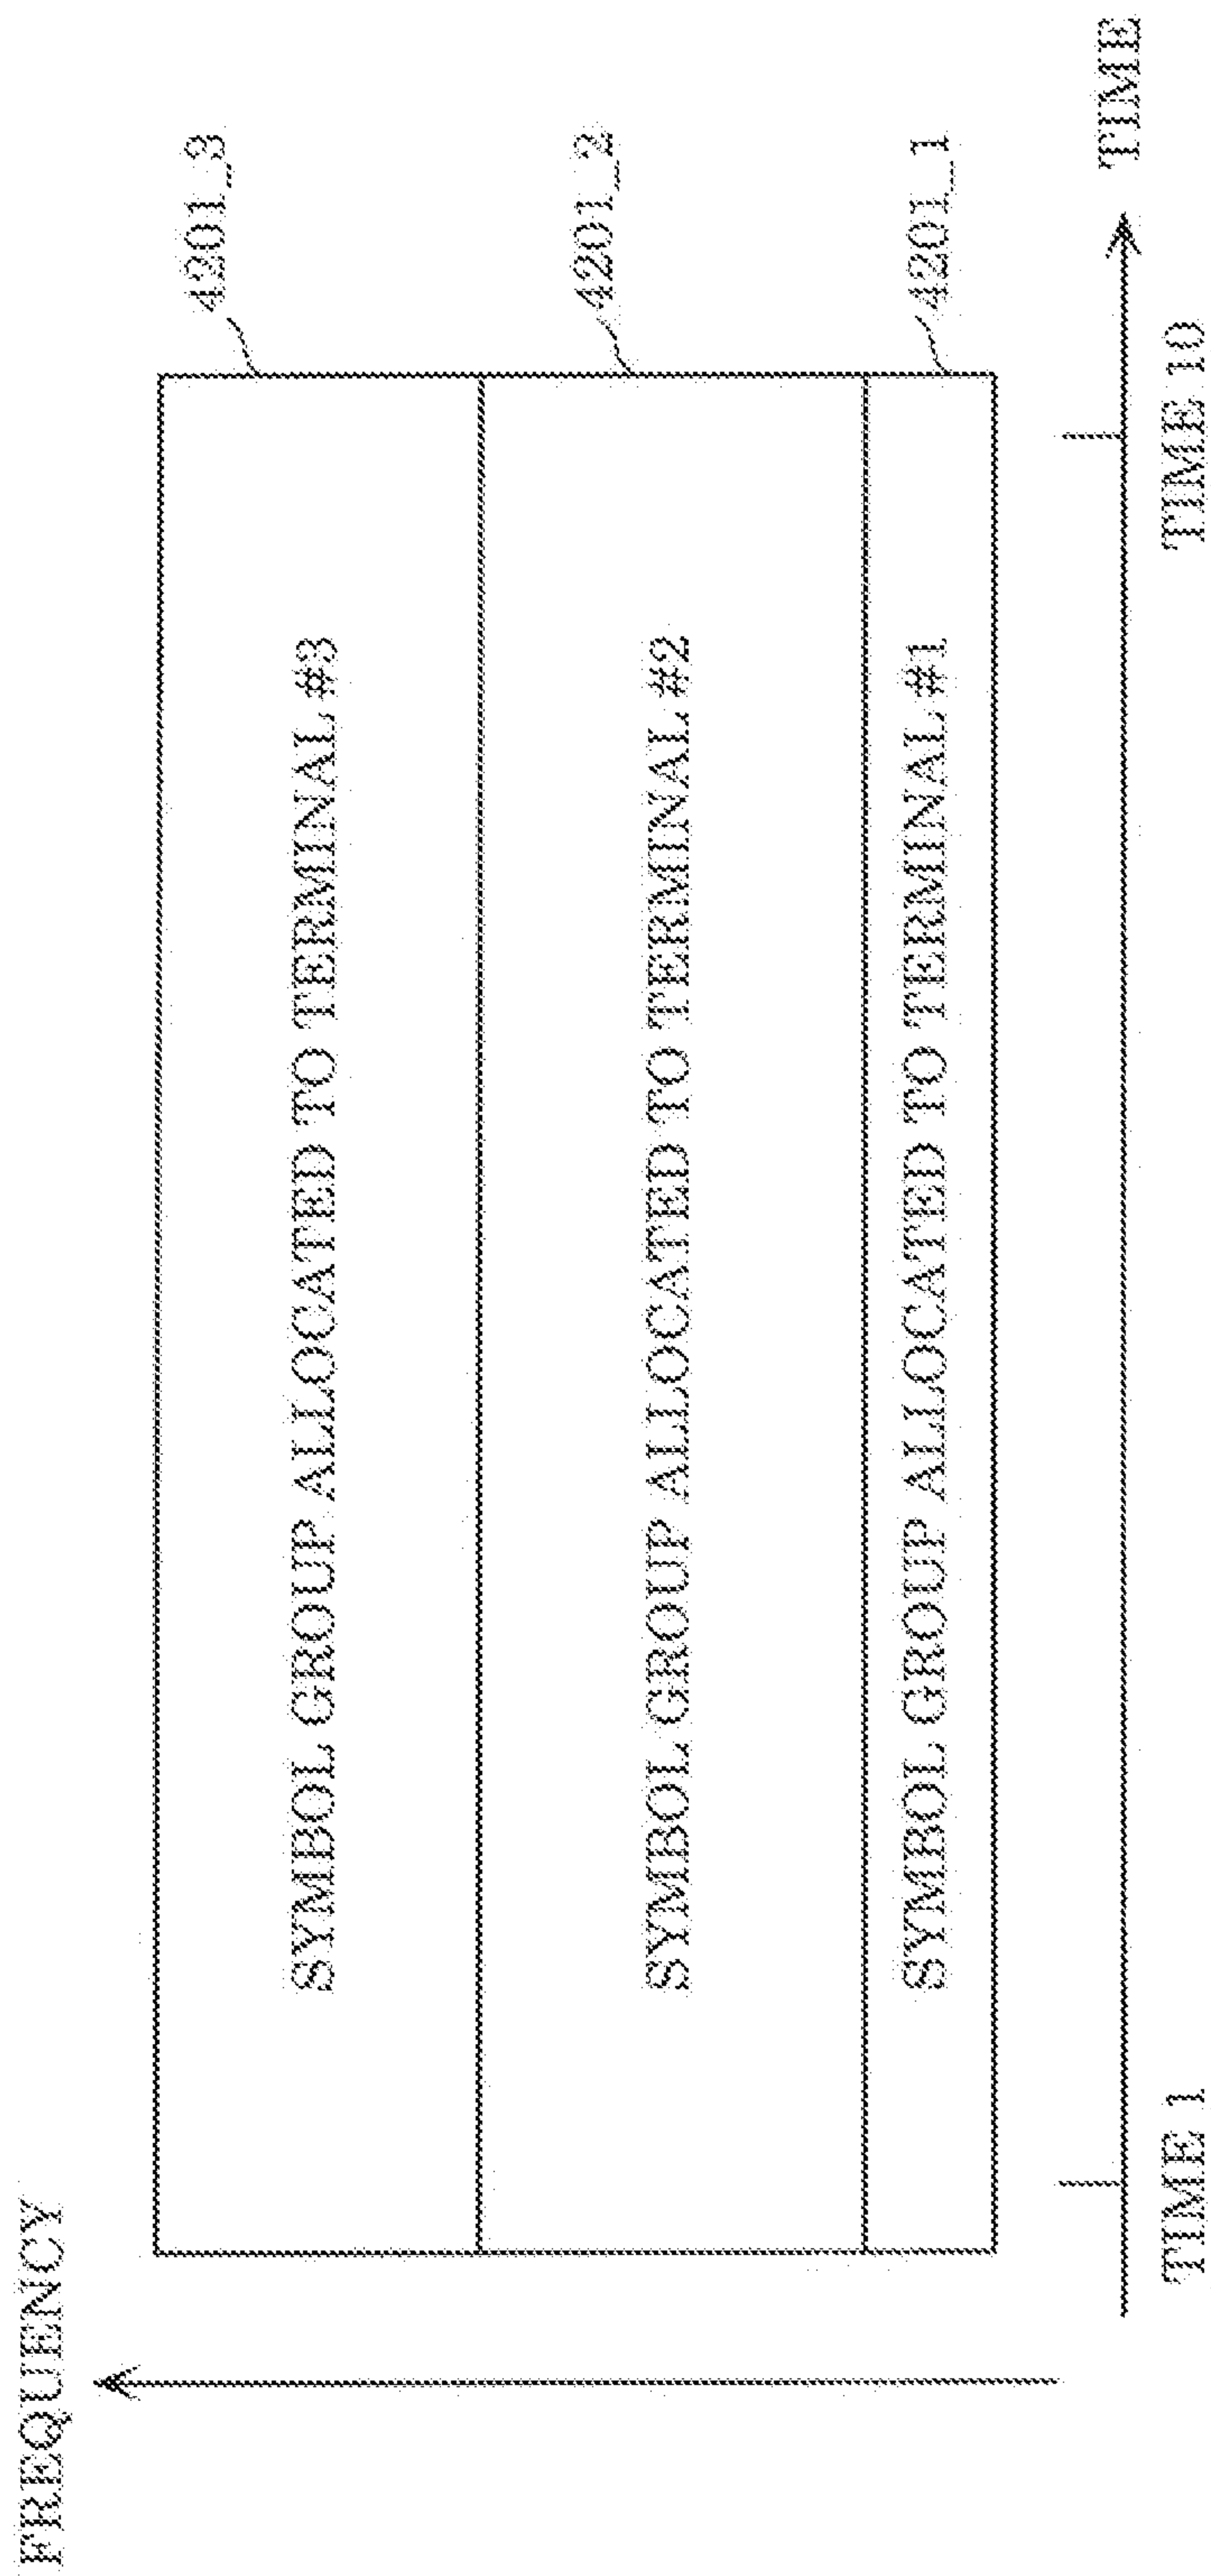 FREQUENCY
4201_3
SYMBOL GROUP ALLOCATED TO TERMINAL #3
4201_2
SYMBOL GROUP ALLOCATED TO TERMINAL #2
4201_1
SYMBOL GROUP ALLOCATED TO TERMINAL #1
TIME
TIME 1
TIME 10